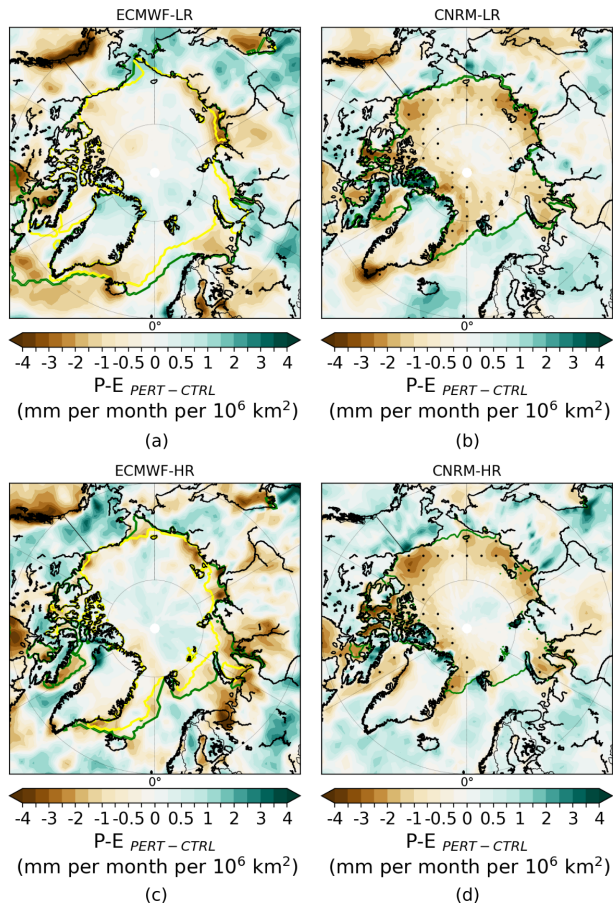 ECMWF-LR
CNRM-LR
0°
0°
-4 -3 -2 -1-0.5 0 0.5 1 2 3 4
-4 -3 -2 -1-0.5 0 0.5 1 2 3 4
P-E PERT−CTRL
P-E PERT−CTRL
(mm per month per 10⁶ km²)
(mm per month per 10⁶ km²)
(a)
(b)
ECMWF-HR
CNRM-HR
0°
0°
-4 -3 -2 -1-0.5 0 0.5 1 2 3 4
-4 -3 -2 -1-0.5 0 0.5 1 2 3 4
P-E PERT−CTRL
P-E PERT−CTRL
(mm per month per 10⁶ km²)
(mm per month per 10⁶ km²)
(c)
(d)